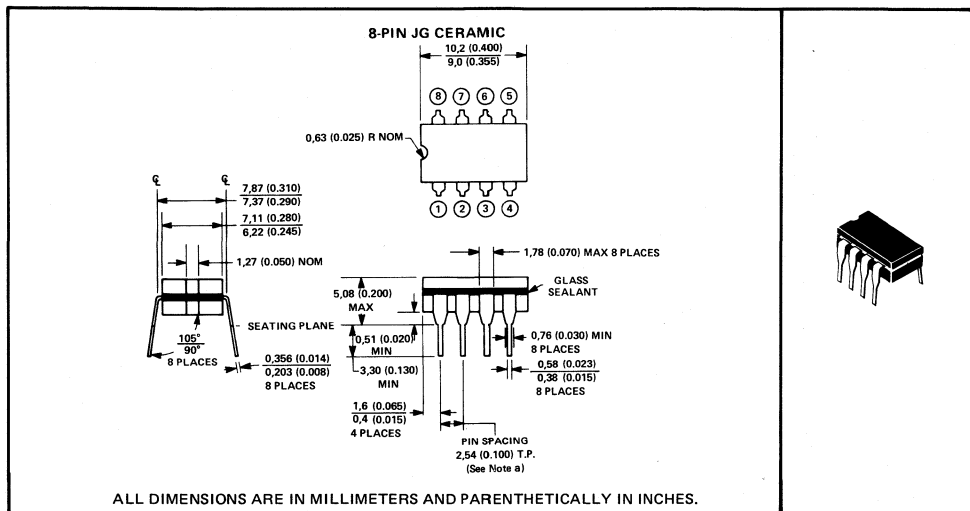 8-PIN JG CERAMIC
10,2 (0.400)
9,0 (0.355)
8 7 6 5
0,63 (0.025) R NOM
1 2 3 4
℄ ℄
7,87 (0.310)
7,37 (0.290)
7,11 (0.280)
6,22 (0.245)
1,27 (0.050) NOM
1,78 (0.070) MAX 8 PLACES
GLASS
SEALANT
5,08 (0.200)
MAX
SEATING PLANE
0,51 (0.020)
MIN
105°
90°
8 PLACES
0,76 (0.030) MIN
8 PLACES
0,356 (0.014)
0,203 (0.008)
8 PLACES
3,30 (0.130)
MIN
0,58 (0.023)
0,38 (0.015)
8 PLACES
1,6 (0.065)
0,4 (0.015)
4 PLACES
PIN SPACING
2,54 (0.100) T.P.
(See Note a)
ALL DIMENSIONS ARE IN MILLIMETERS AND PARENTHETICALLY IN INCHES.